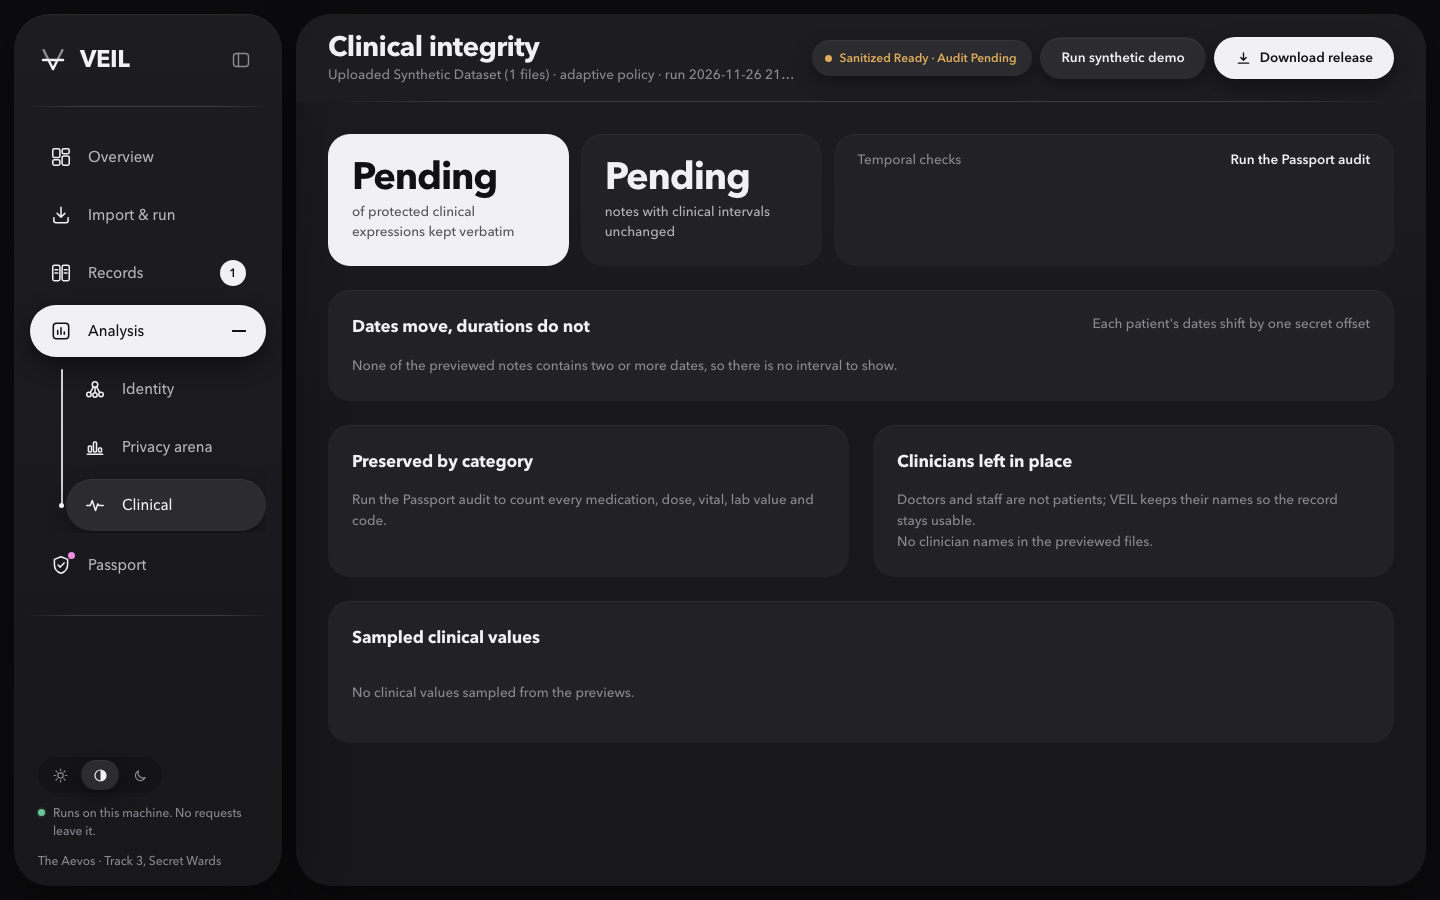 VEIL
Overview
Import & run
Records
1
Analysis
Identity
Privacy arena
Clinical
Passport
Runs on this machine. No requests
leave it.
The Aevos · Track 3, Secret Wards
Clinical integrity
Uploaded Synthetic Dataset (1 files) · adaptive policy · run 2026-11-26 21...
Sanitized Ready · Audit Pending
Run synthetic demo
Download release
Pending
of protected clinical
expressions kept verbatim
Pending
notes with clinical intervals
unchanged
Temporal checks
Run the Passport audit
Dates move, durations do not
Each patient's dates shift by one secret offset
None of the previewed notes contains two or more dates, so there is no interval to show.
Preserved by category
Run the Passport audit to count every medication, dose, vital, lab value and
code.
Clinicians left in place
Doctors and staff are not patients; VEIL keeps their names so the record
stays usable.
No clinician names in the previewed files.
Sampled clinical values
No clinical values sampled from the previews.